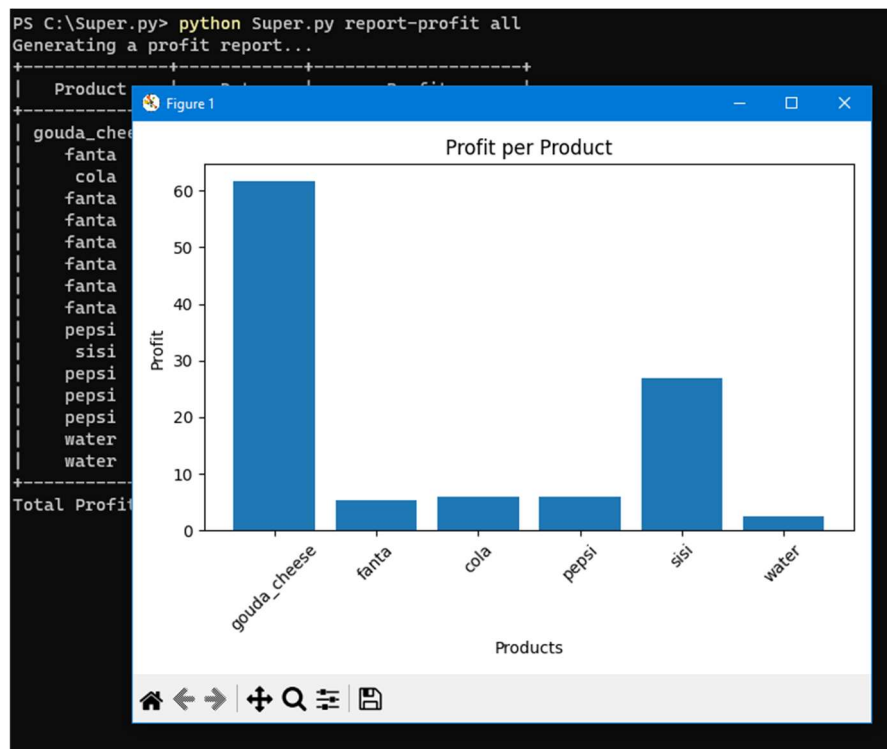 PS C:\Super.py> python Super.py report-profit all
Generating a profit report...
+--------------+------------+-------------------+
| Product |
+----------
| gouda_chee
| fanta
| cola
| fanta
| fanta
| fanta
| fanta
| fanta
| fanta
| pepsi
| sisi
| pepsi
| pepsi
| pepsi
| water
| water
+----------
Total Profit
Figure 1
Profit per Product
60
50
40
30
20
10
0
Profit
gouda_cheese
fanta
cola
pepsi
sisi
water
Products